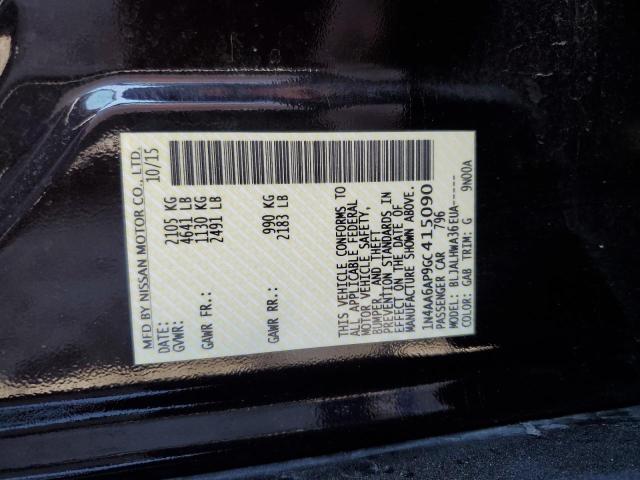 MFD BY NISSAN MOTOR CO., LTD.
DATE: 10/15
GVWR: 2105 KG
4641 LB
GAWR FR.: 1130 KG
2491 LB
GAWR RR.: 990 KG
2183 LB
THIS VEHICLE CONFORMS TO
ALL APPLICABLE FEDERAL
MOTOR VEHICLE SAFETY,
BUMPER, AND THEFT
PREVENTION STANDARDS IN
EFFECT ON THE DATE OF
MANUFACTURE SHOWN ABOVE.
1N4AA6AP9GC415090
PASSENGER CAR 796
MODEL: BLJALHWA36EUA------
COLOR: GAB TRIM: G 9N00A